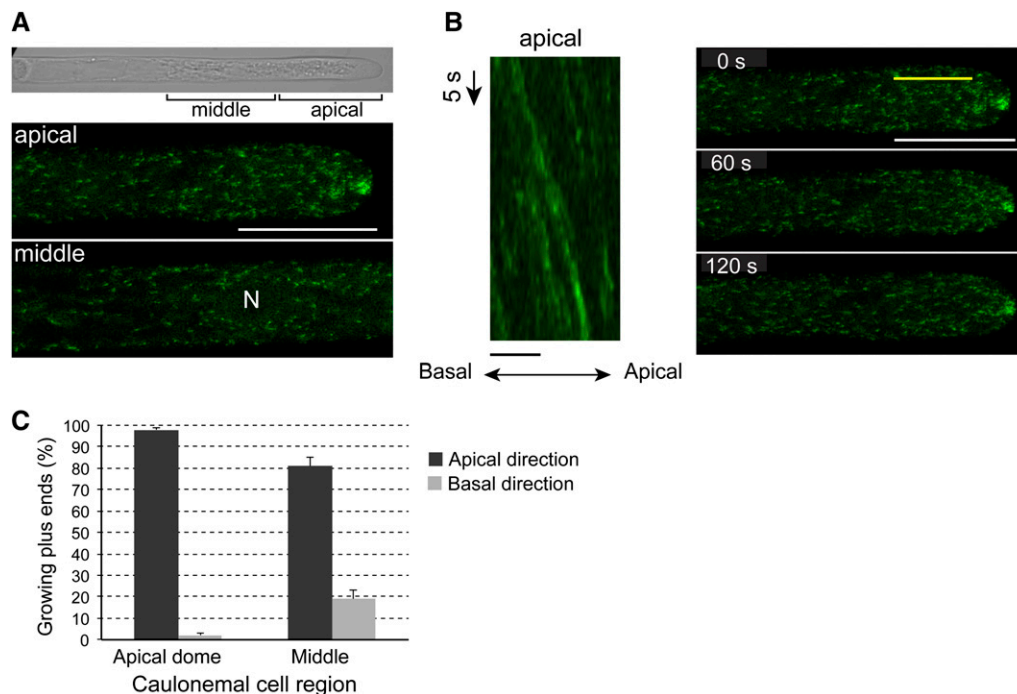 A
middle
apical
apical
middle
N
B
apical
5 s
Basal
Apical
0 s
60 s
120 s
C
Growing plus ends (%)
100
90
80
70
60
50
40
30
20
10
0
Apical dome
Middle
Caulonemal cell region
Apical direction
Basal direction